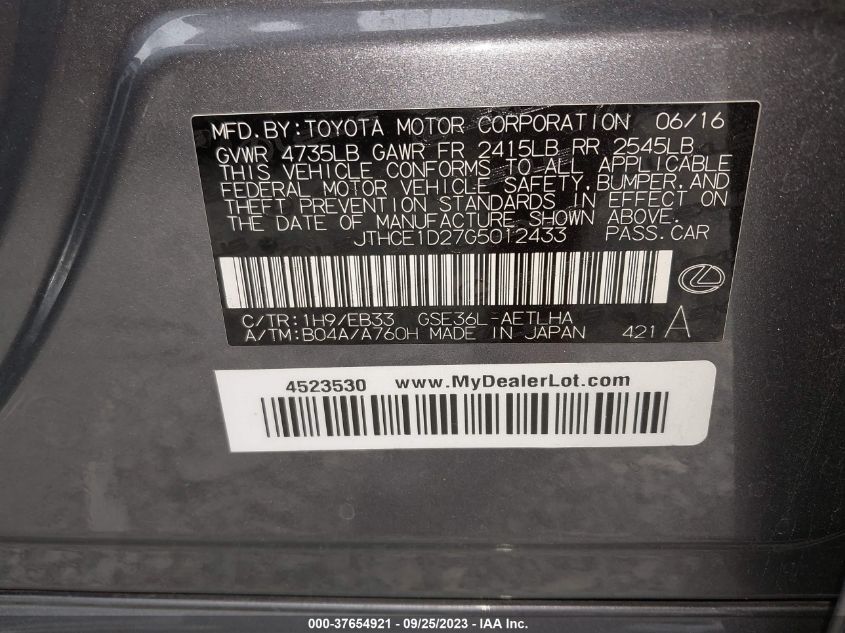 MFD. BY: TOYOTA MOTOR CORPORATION 06/16
GVWR 4735LB GAWR FR 2415LB RR 2545LB
THIS VEHICLE CONFORMS TO ALL APPLICABLE
FEDERAL MOTOR VEHICLE SAFETY, BUMPER, AND
THEFT PREVENTION STANDARDS IN EFFECT ON
THE DATE OF MANUFACTURE SHOWN ABOVE.
JTHCE1D27G5012433 PASS. CAR
C/TR: 1H9/EB33 GSE36L-AETLHA
A/TM: B04A/A760H MADE IN JAPAN 421 A
4523530 www.MyDealerLot.com
000-37654921 / 09/25/2023 - © IAA, Inc.